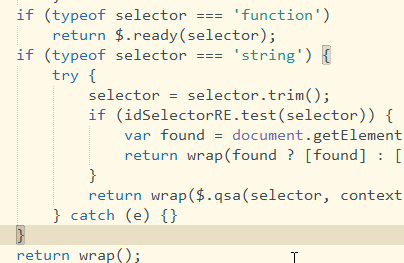 if (typeof selector === 'function')
return $.ready(selector);
if (typeof selector === 'string') {
try {
selector = selector.trim();
if (idSelectorRE.test(selector)) {
var found = document.getElement
return wrap(found ? [found] : [
}
return wrap($.qsa(selector, context
} catch (e) {}
}
return wrap();